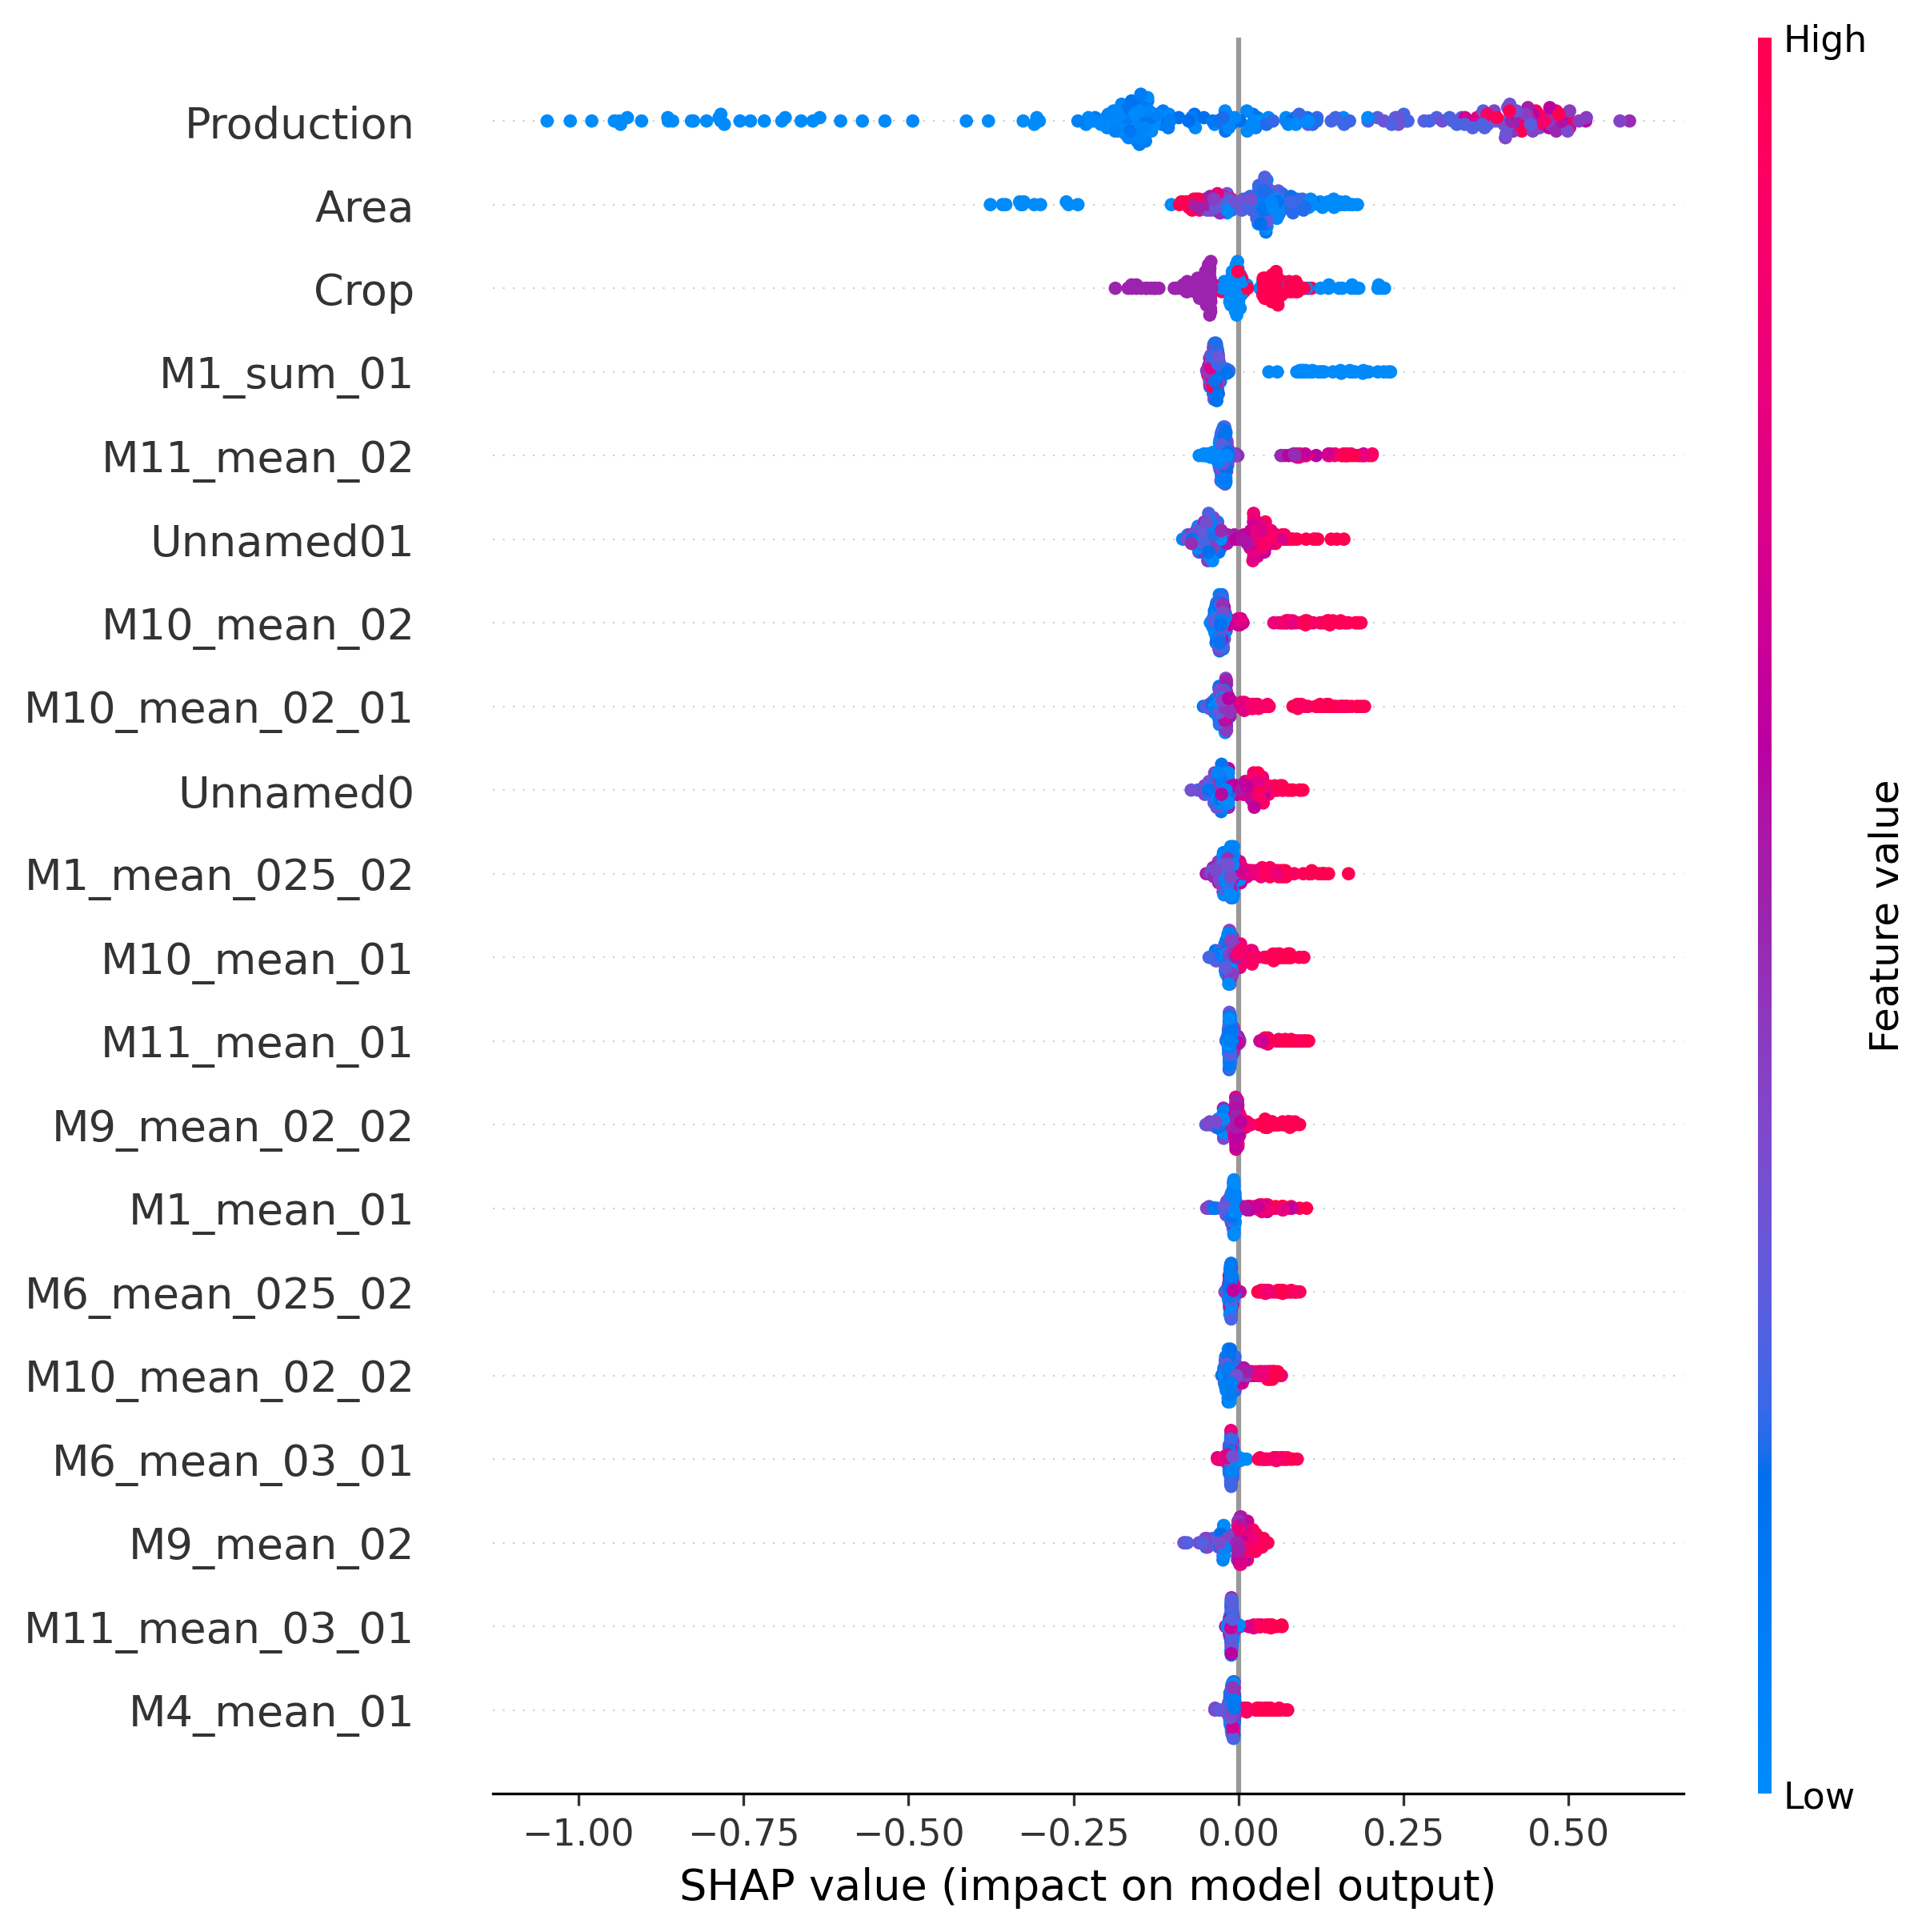 High
Production
Area
Crop
M1_sum_01
M11_mean_02
Unnamed01
M10_mean_02
M10_mean_02_01
Unnamed0
M1_mean_025_02
M10_mean_01
M11_mean_01
M9_mean_02_02
M1_mean_01
M6_mean_025_02
M10_mean_02_02
M6_mean_03_01
M9_mean_02
M11_mean_03_01
M4_mean_01
Feature value
Low
−1.00 −0.75 −0.50 −0.25 0.00 0.25 0.50
SHAP value (impact on model output)